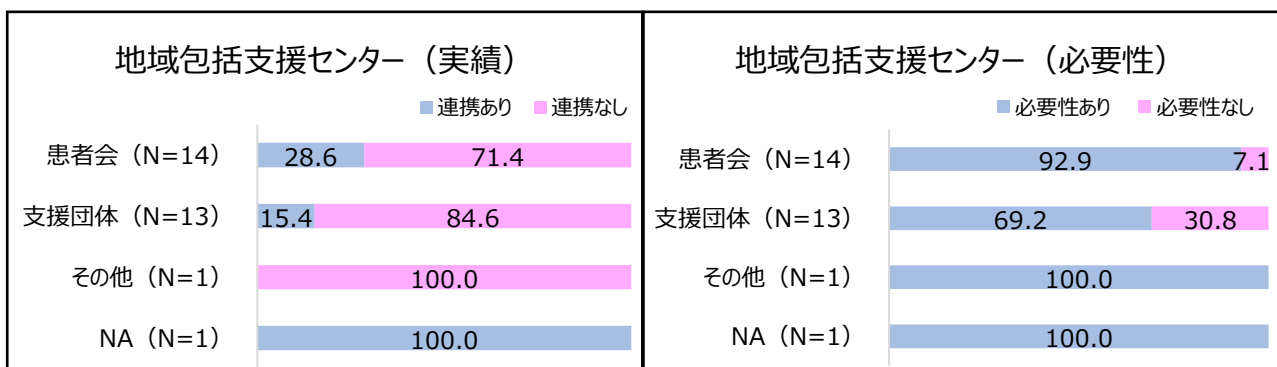 地域包括支援センター（実績）
連携あり 連携なし
患者会（N=14） 28.6 71.4
支援団体（N=13） 15.4 84.6
その他（N=1） 100.0
NA（N=1） 100.0
地域包括支援センター（必要性）
必要性あり 必要性なし
患者会（N=14） 92.9 7.1
支援団体（N=13） 69.2 30.8
その他（N=1） 100.0
NA（N=1） 100.0